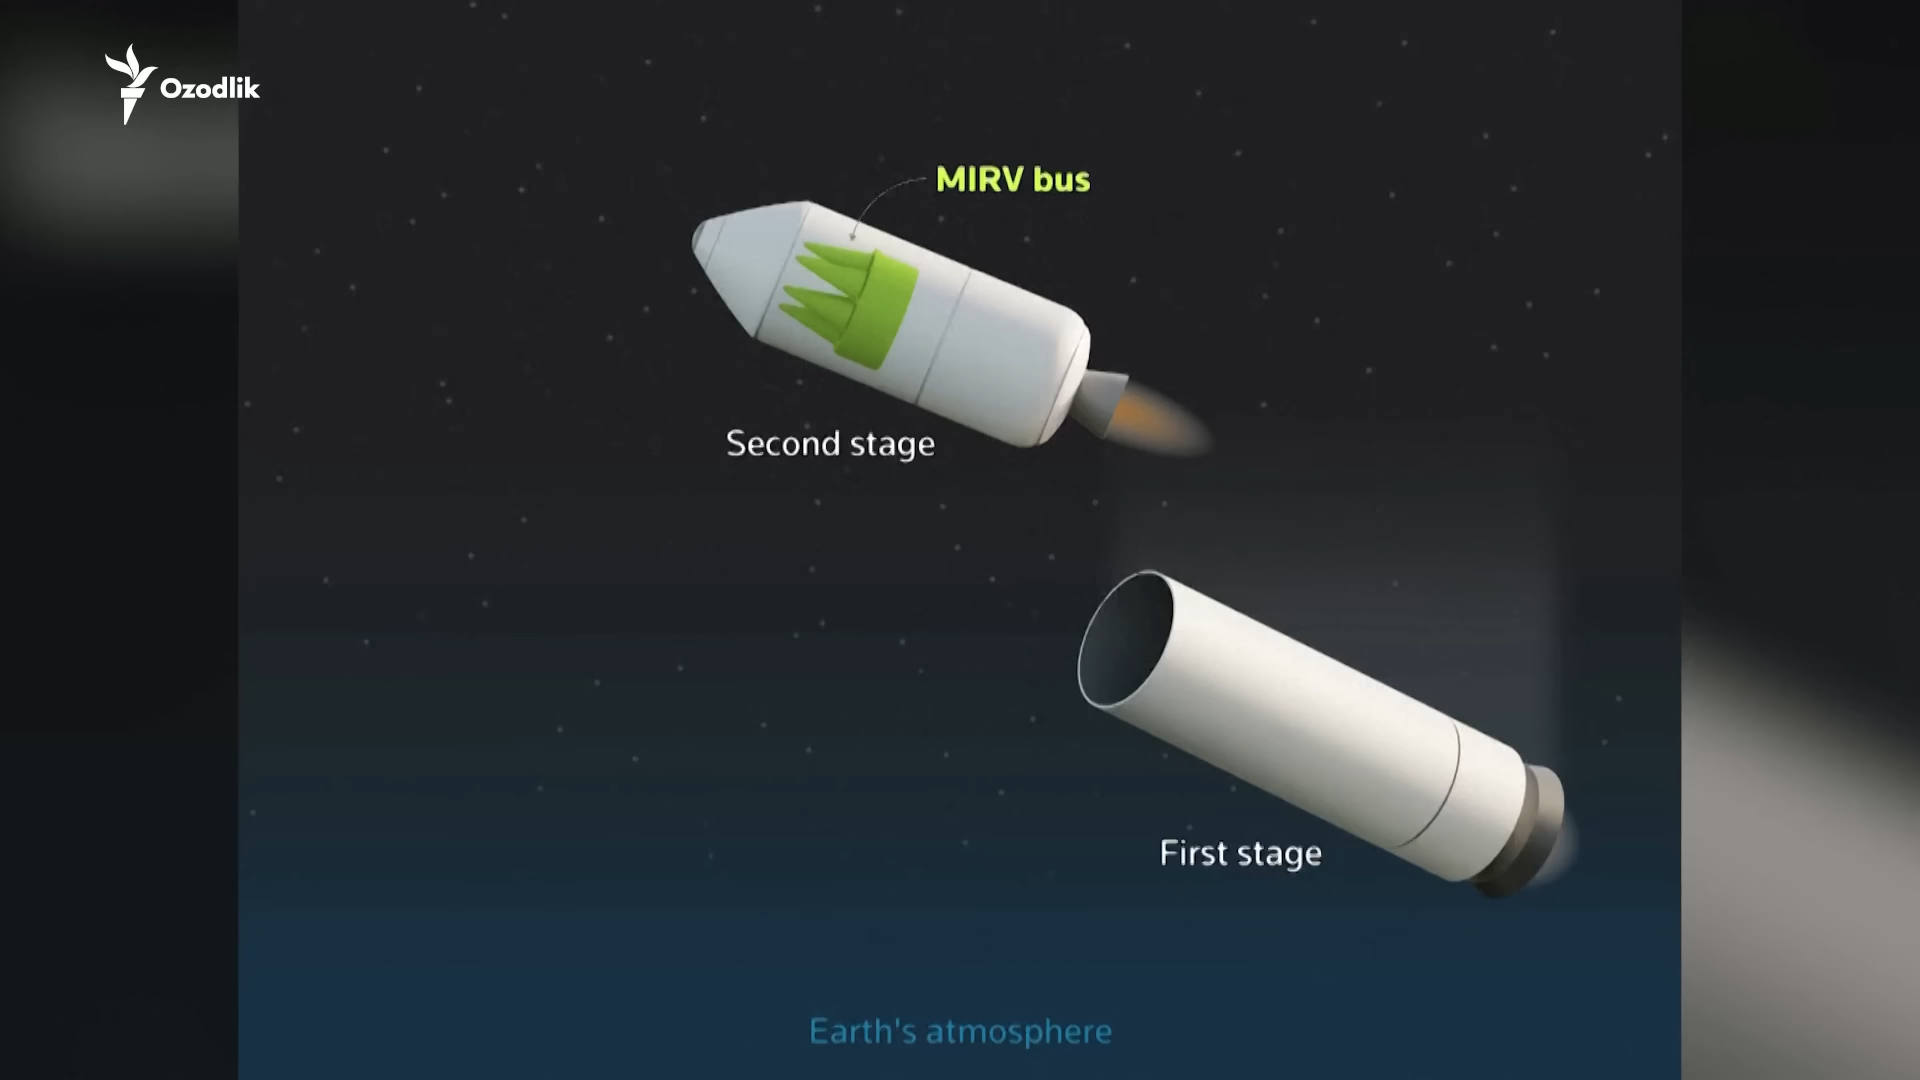 Ozodlik
MIRV bus
Second stage
First stage
Earth's atmosphere